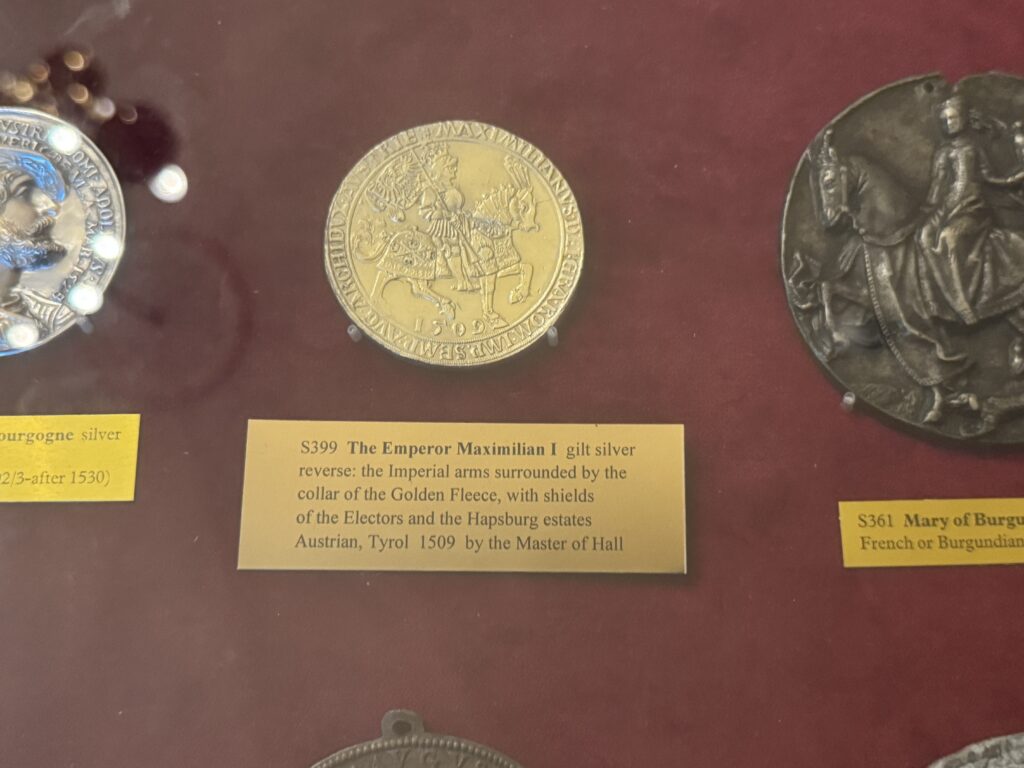 MAXIMILIANUS
1509
ourgogne silver
2/3-after 1530)
S399 The Emperor Maximilian I gilt silver
reverse: the Imperial arms surrounded by the
collar of the Golden Fleece, with shields
of the Electors and the Hapsburg estates
Austrian, Tyrol 1509 by the Master of Hall
S361 Mary of Burgu
French or Burgundian